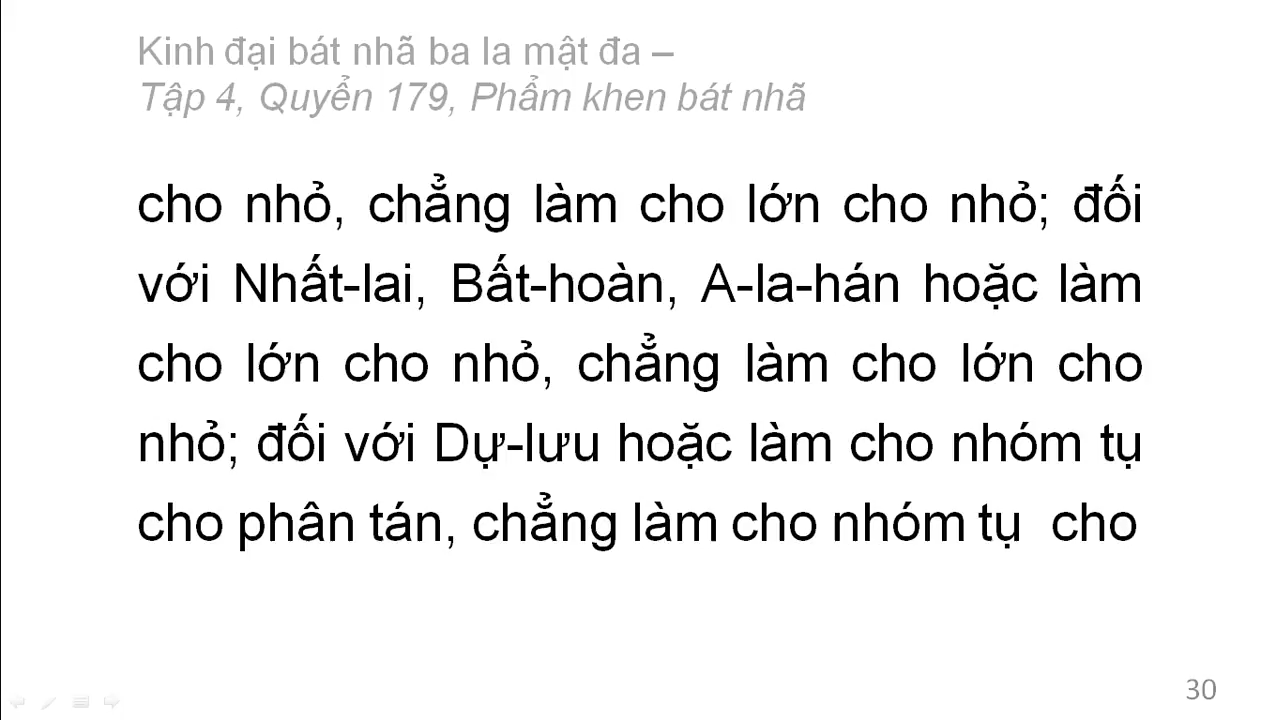 Kinh đại bát nhã ba la mật đa –
Tập 4, Quyển 179, Phẩm khen bát nhã
cho nhỏ, chẳng làm cho lớn cho nhỏ; đối
với Nhất-lai, Bất-hoàn, A-la-hán hoặc làm
cho lớn cho nhỏ, chẳng làm cho lớn cho
nhỏ; đối với Dự-lưu hoặc làm cho nhóm tụ
cho phân tán, chẳng làm cho nhóm tụ cho
30